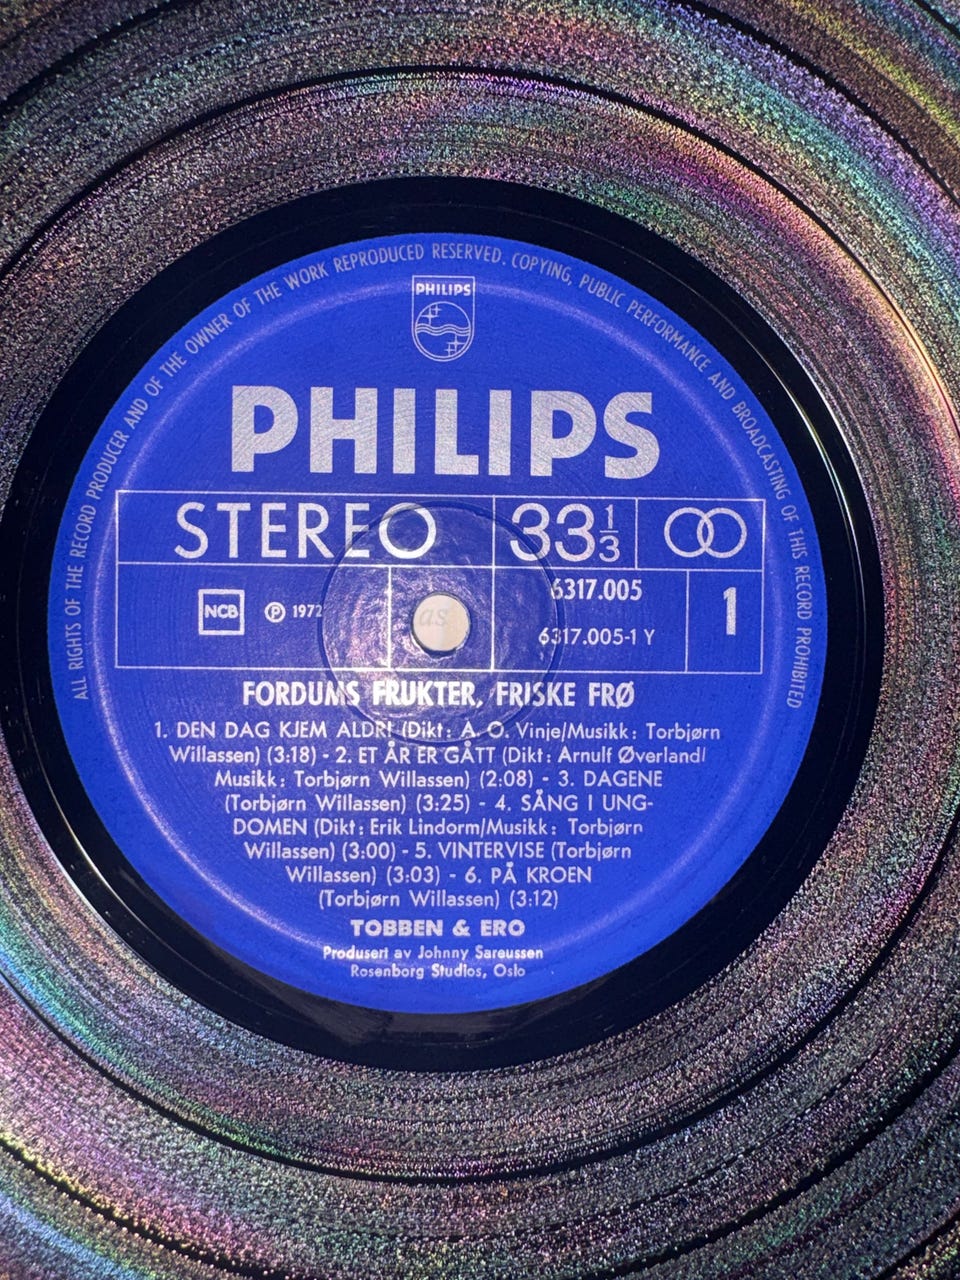 ALL RIGHTS OF THE RECORD PRODUCER AND OF THE OWNER OF THE WORK REPRODUCED RESERVED. COPYING, PUBLIC PERFORMANCE AND BROADCASTING OF THIS RECORD PROHIBITED
PHILIPS
PHILIPS
STEREO 33 1/3
NCB ℗ 1972 6317.005 1
6317.005-1 Y
FORDUMS FRUKTER, FRISKE FRØ
1. DEN DAG KJEM ALDRI (Dikt: A. O. Vinje/Musikk: Torbjørn
Willassen) (3:18) - 2. ET ÅR ER GÅTT (Dikt: Arnulf Øverland/
Musikk: Torbjørn Willassen) (2:08) - 3. DAGENE
(Torbjørn Willassen) (3:25) - 4. SÅNG I UNG-
DOMEN (Dikt: Erik Lindorm/Musikk: Torbjørn
Willassen) (3:00) - 5. VINTERVISE (Torbjørn
Willassen) (3:03) - 6. PÅ KROEN
(Torbjørn Willassen) (3:12)
TOBBEN & ERO
Produsert av Johnny Sareussen
Rosenborg Studios, Oslo